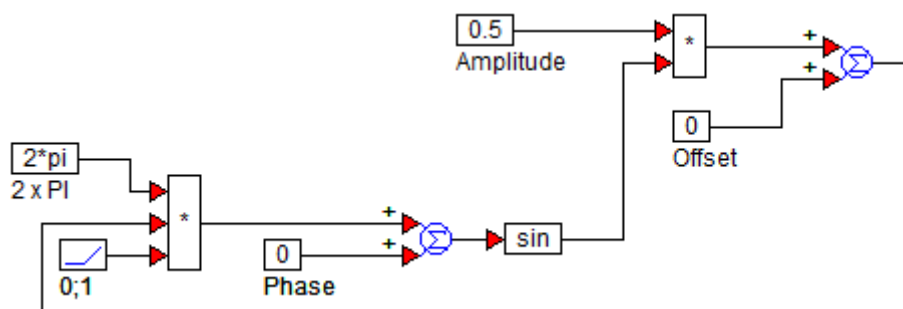 0.5
*
+
Amplitude
+
Σ
0
Offset
2*pi
2 x PI
*
+
Σ
sin
+
0
0;1
Phase